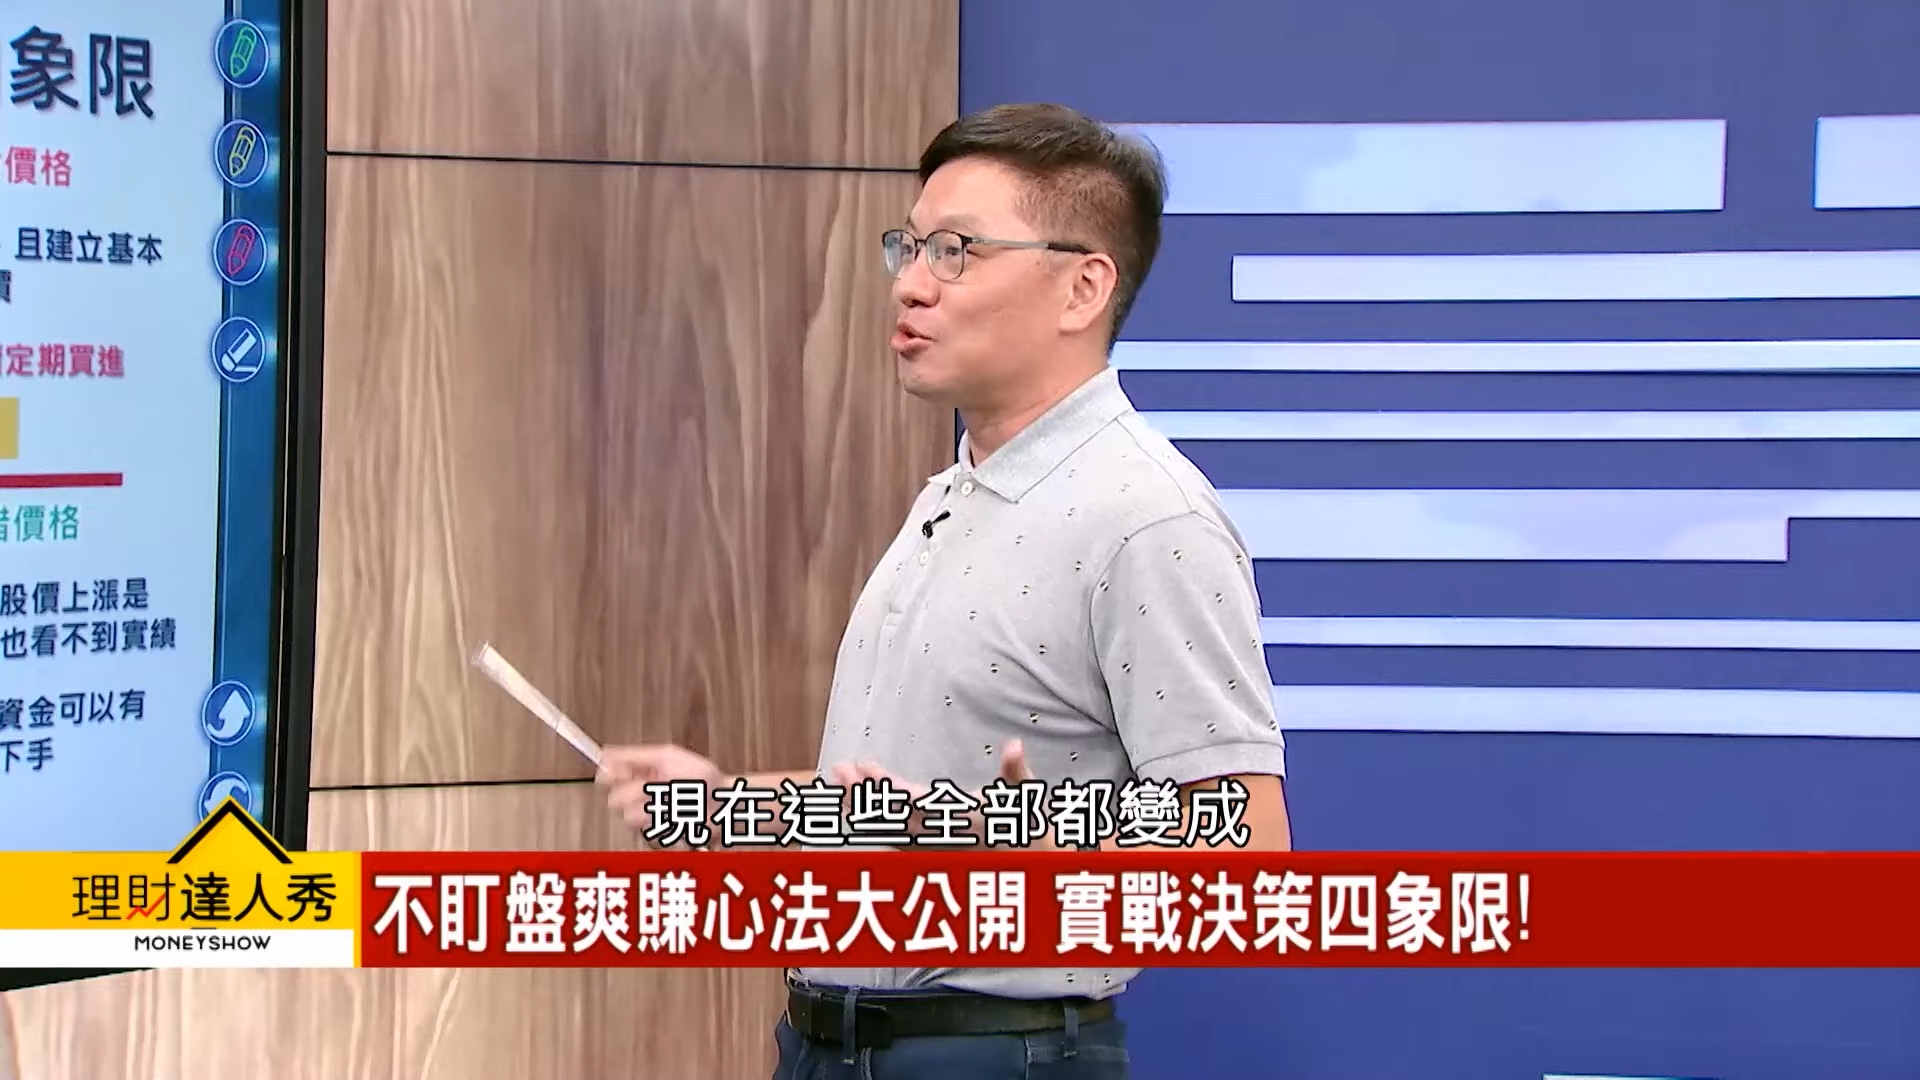 象限
價格
且建立基本
價
定期買進
價格
股價上漲是
也看不到實績
資金可以有
下手
現在這些全部都變成
理財達人秀
MONEYSHOW
不盯盤爽賺心法大公開 實戰決策四象限!